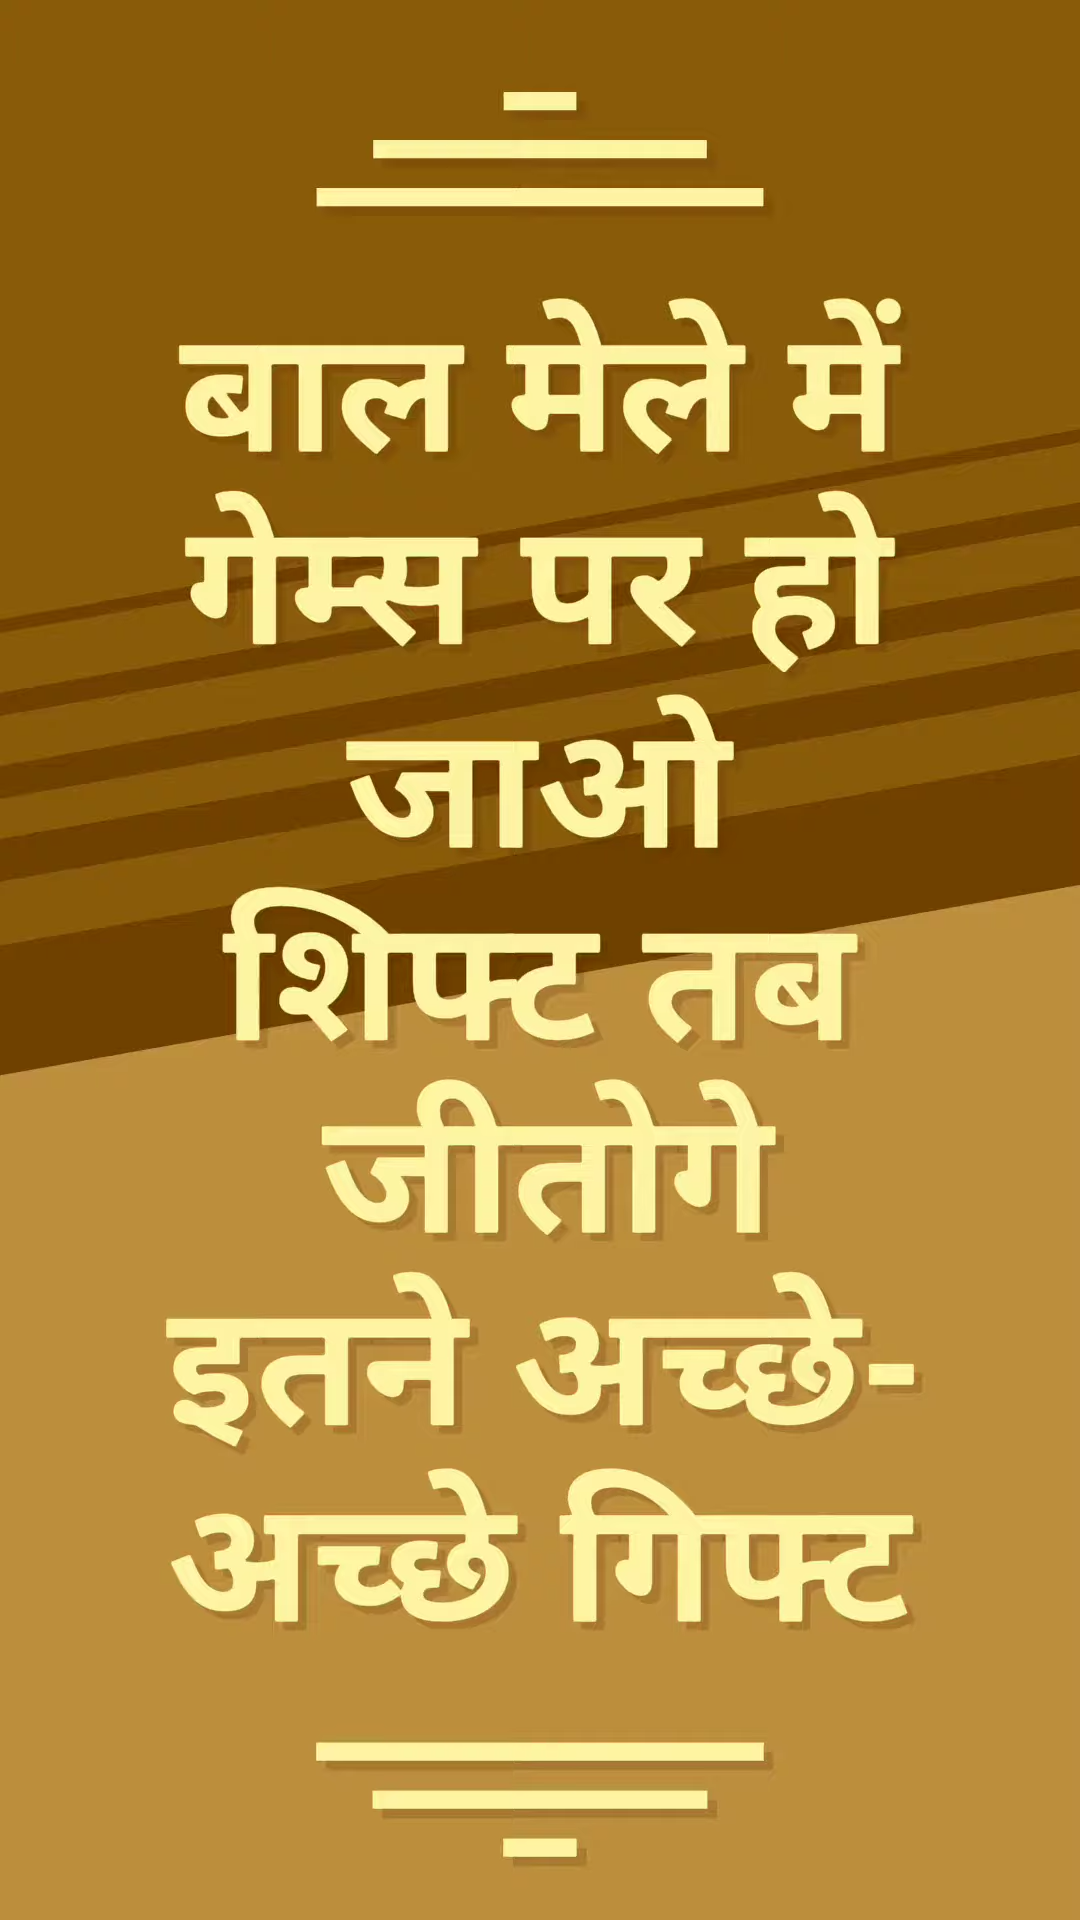 बाल मेले में
गेम्स पर हो
जाओ
शिफ्ट तब
जीतोगे
इतने अच्छे-
अच्छे गिफ्ट